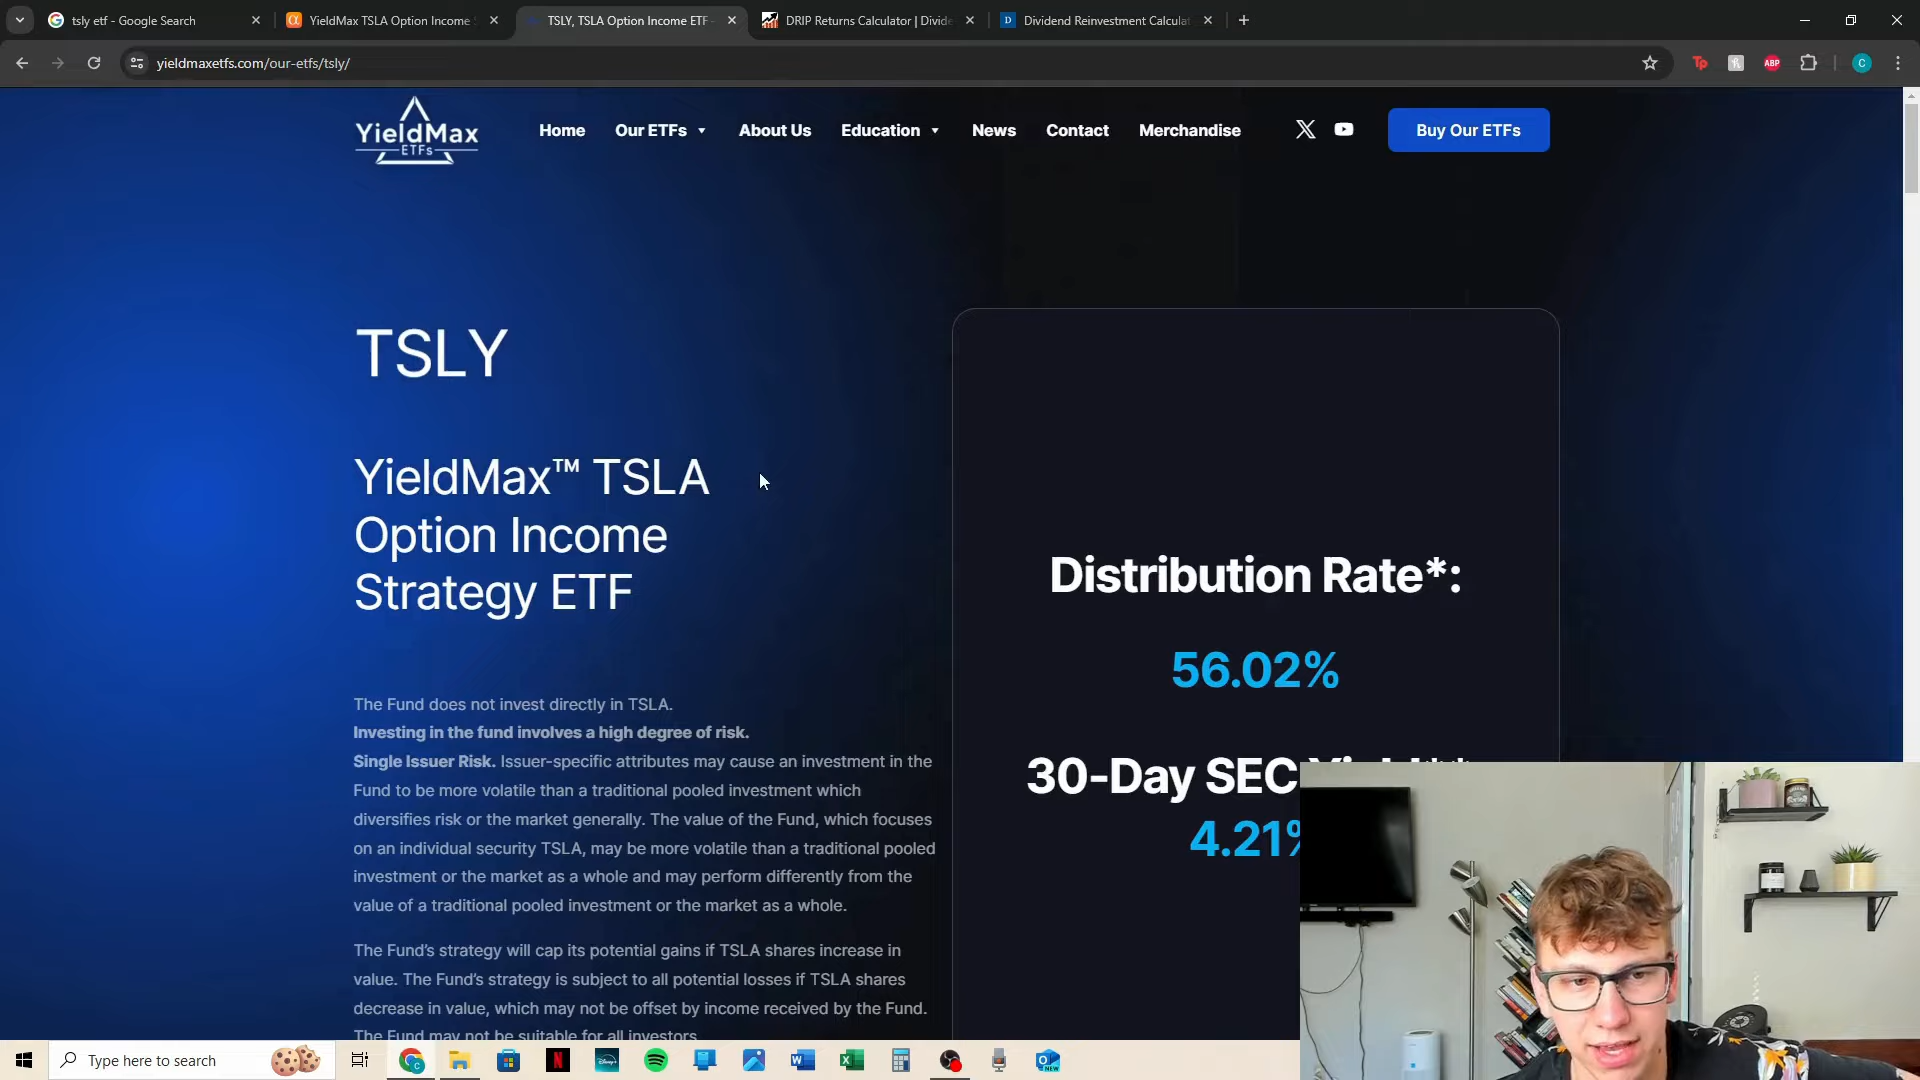 tsly etf - Google Search
YieldMax TSLA Option Income
TSLY, TSLA Option Income ETF
DRIP Returns Calculator | Divide
Dividend Reinvestment Calculat
yieldmaxetfs.com/our-etfs/tsly/
Tp
ABP
C
YieldMax
ETFs
Home
Our ETFs
About Us
Education
News
Contact
Merchandise
Buy Our ETFs
TSLY
YieldMax™ TSLA
Option Income
Strategy ETF
The Fund does not invest directly in TSLA.
Investing in the fund involves a high degree of risk.
Single Issuer Risk. Issuer-specific attributes may cause an investment in the
Fund to be more volatile than a traditional pooled investment which
diversifies risk or the market generally. The value of the Fund, which focuses
on an individual security TSLA, may be more volatile than a traditional pooled
investment or the market as a whole and may perform differently from the
value of a traditional pooled investment or the market as a whole.
The Fund's strategy will cap its potential gains if TSLA shares increase in
value. The Fund's strategy is subject to all potential losses if TSLA shares
decrease in value, which may not be offset by income received by the Fund.
The Fund may not be suitable for all investors
Distribution Rate*:
56.02%
30-Day SEC Yield**
4.21%
Type here to search